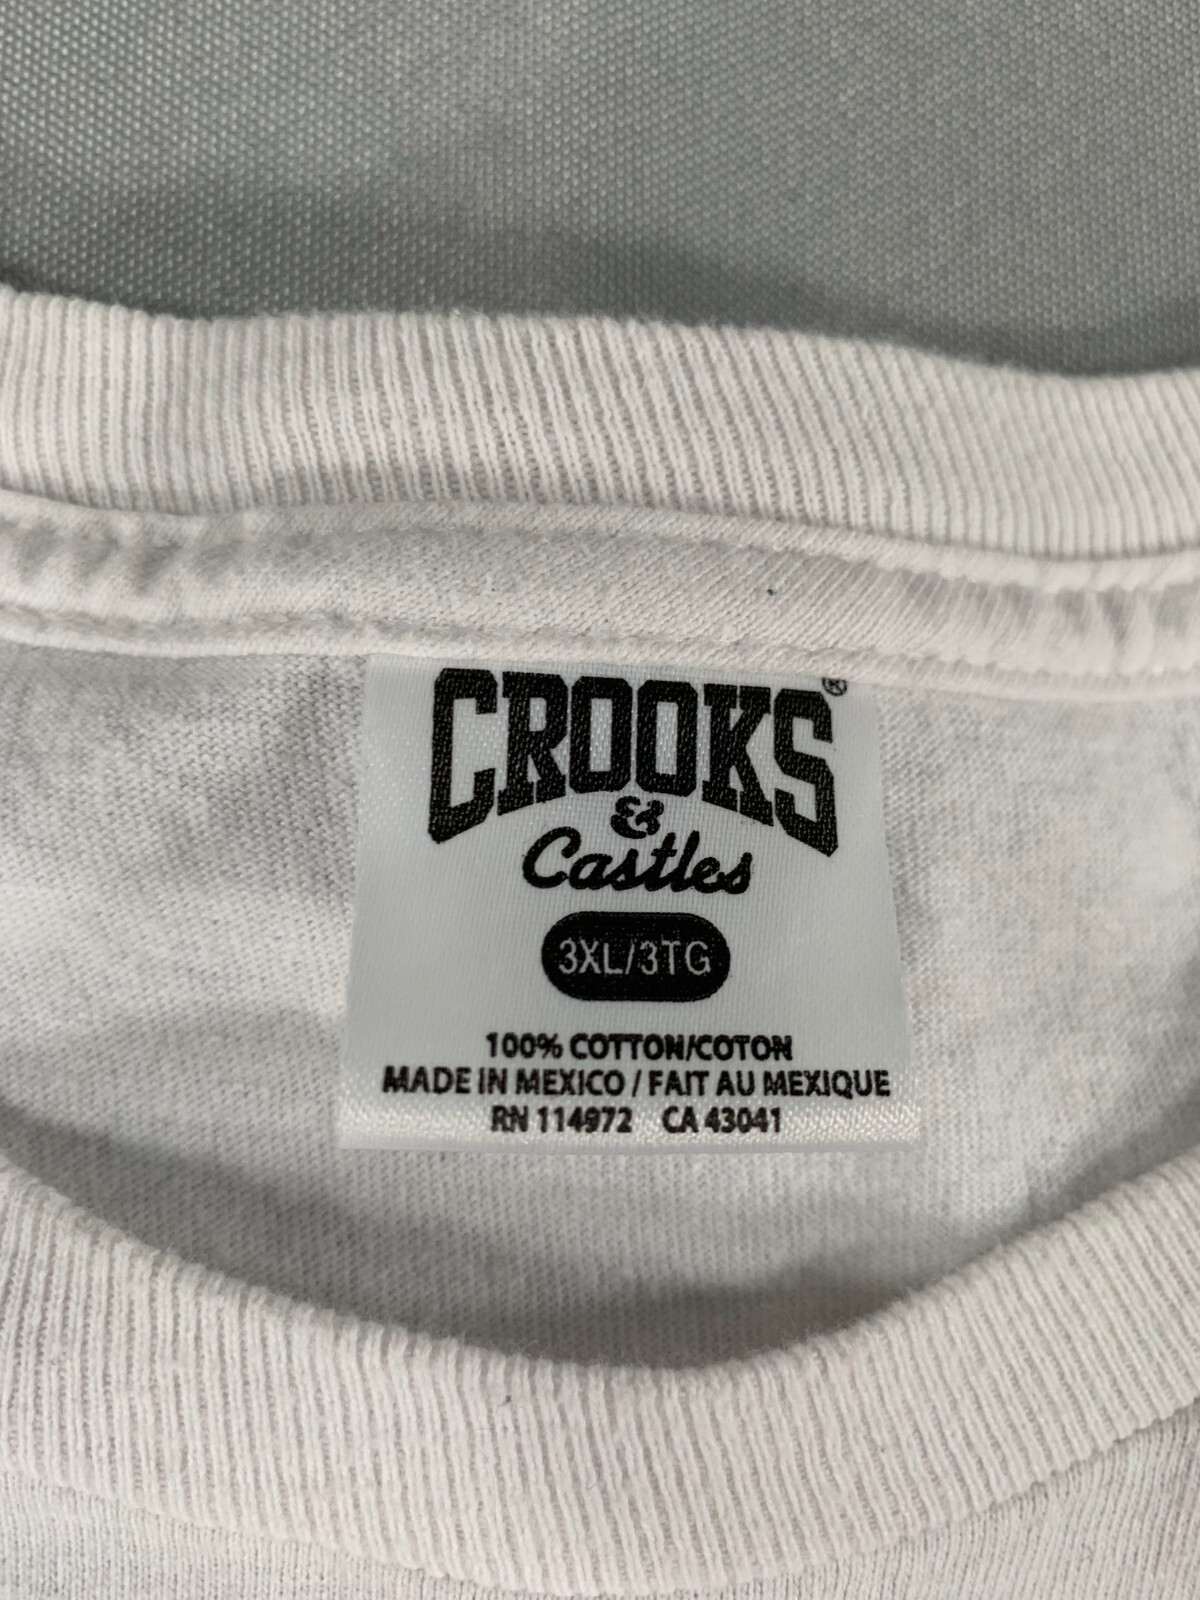 CROOKS®
&
Castles
3XL/3TG
100% COTTON/COTON
MADE IN MEXICO / FAIT AU MEXIQUE
RN 114972 CA 43041